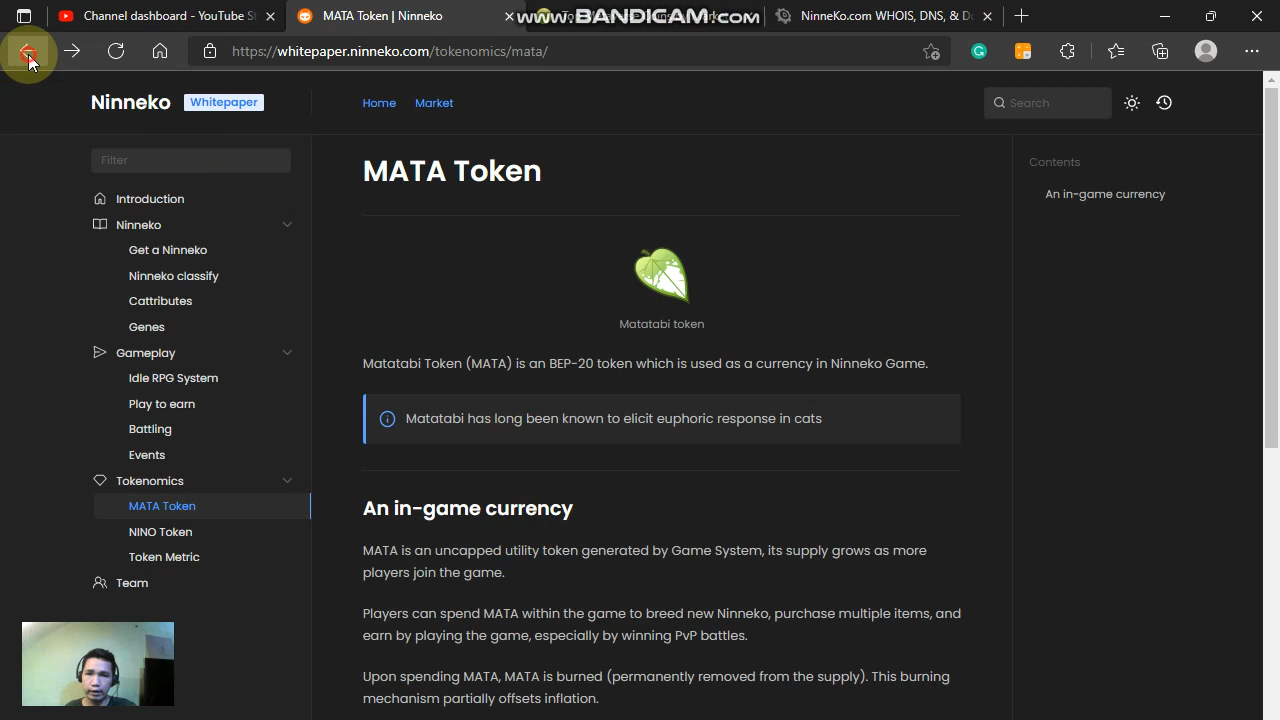 Channel dashboard - YouTube St
MATA Token | Ninneko
www.BANDICAM.com
NinneKo.com WHOIS, DNS, & Do
https://whitepaper.ninneko.com/tokenomics/mata/
Ninneko
Whitepaper
Home
Market
Search
Filter
Introduction
Ninneko
Get a Ninneko
Ninneko classify
Cattributes
Genes
Gameplay
Idle RPG System
Play to earn
Battling
Events
Tokenomics
MATA Token
NINO Token
Token Metric
Team
MATA Token
Matatabi token
Matatabi Token (MATA) is an BEP-20 token which is used as a currency in Ninneko Game.
Matatabi has long been known to elicit euphoric response in cats
An in-game currency
MATA is an uncapped utility token generated by Game System, its supply grows as more
players join the game.
Players can spend MATA within the game to breed new Ninneko, purchase multiple items, and
earn by playing the game, especially by winning PvP battles.
Upon spending MATA, MATA is burned (permanently removed from the supply). This burning
mechanism partially offsets inflation.
Contents
An in-game currency